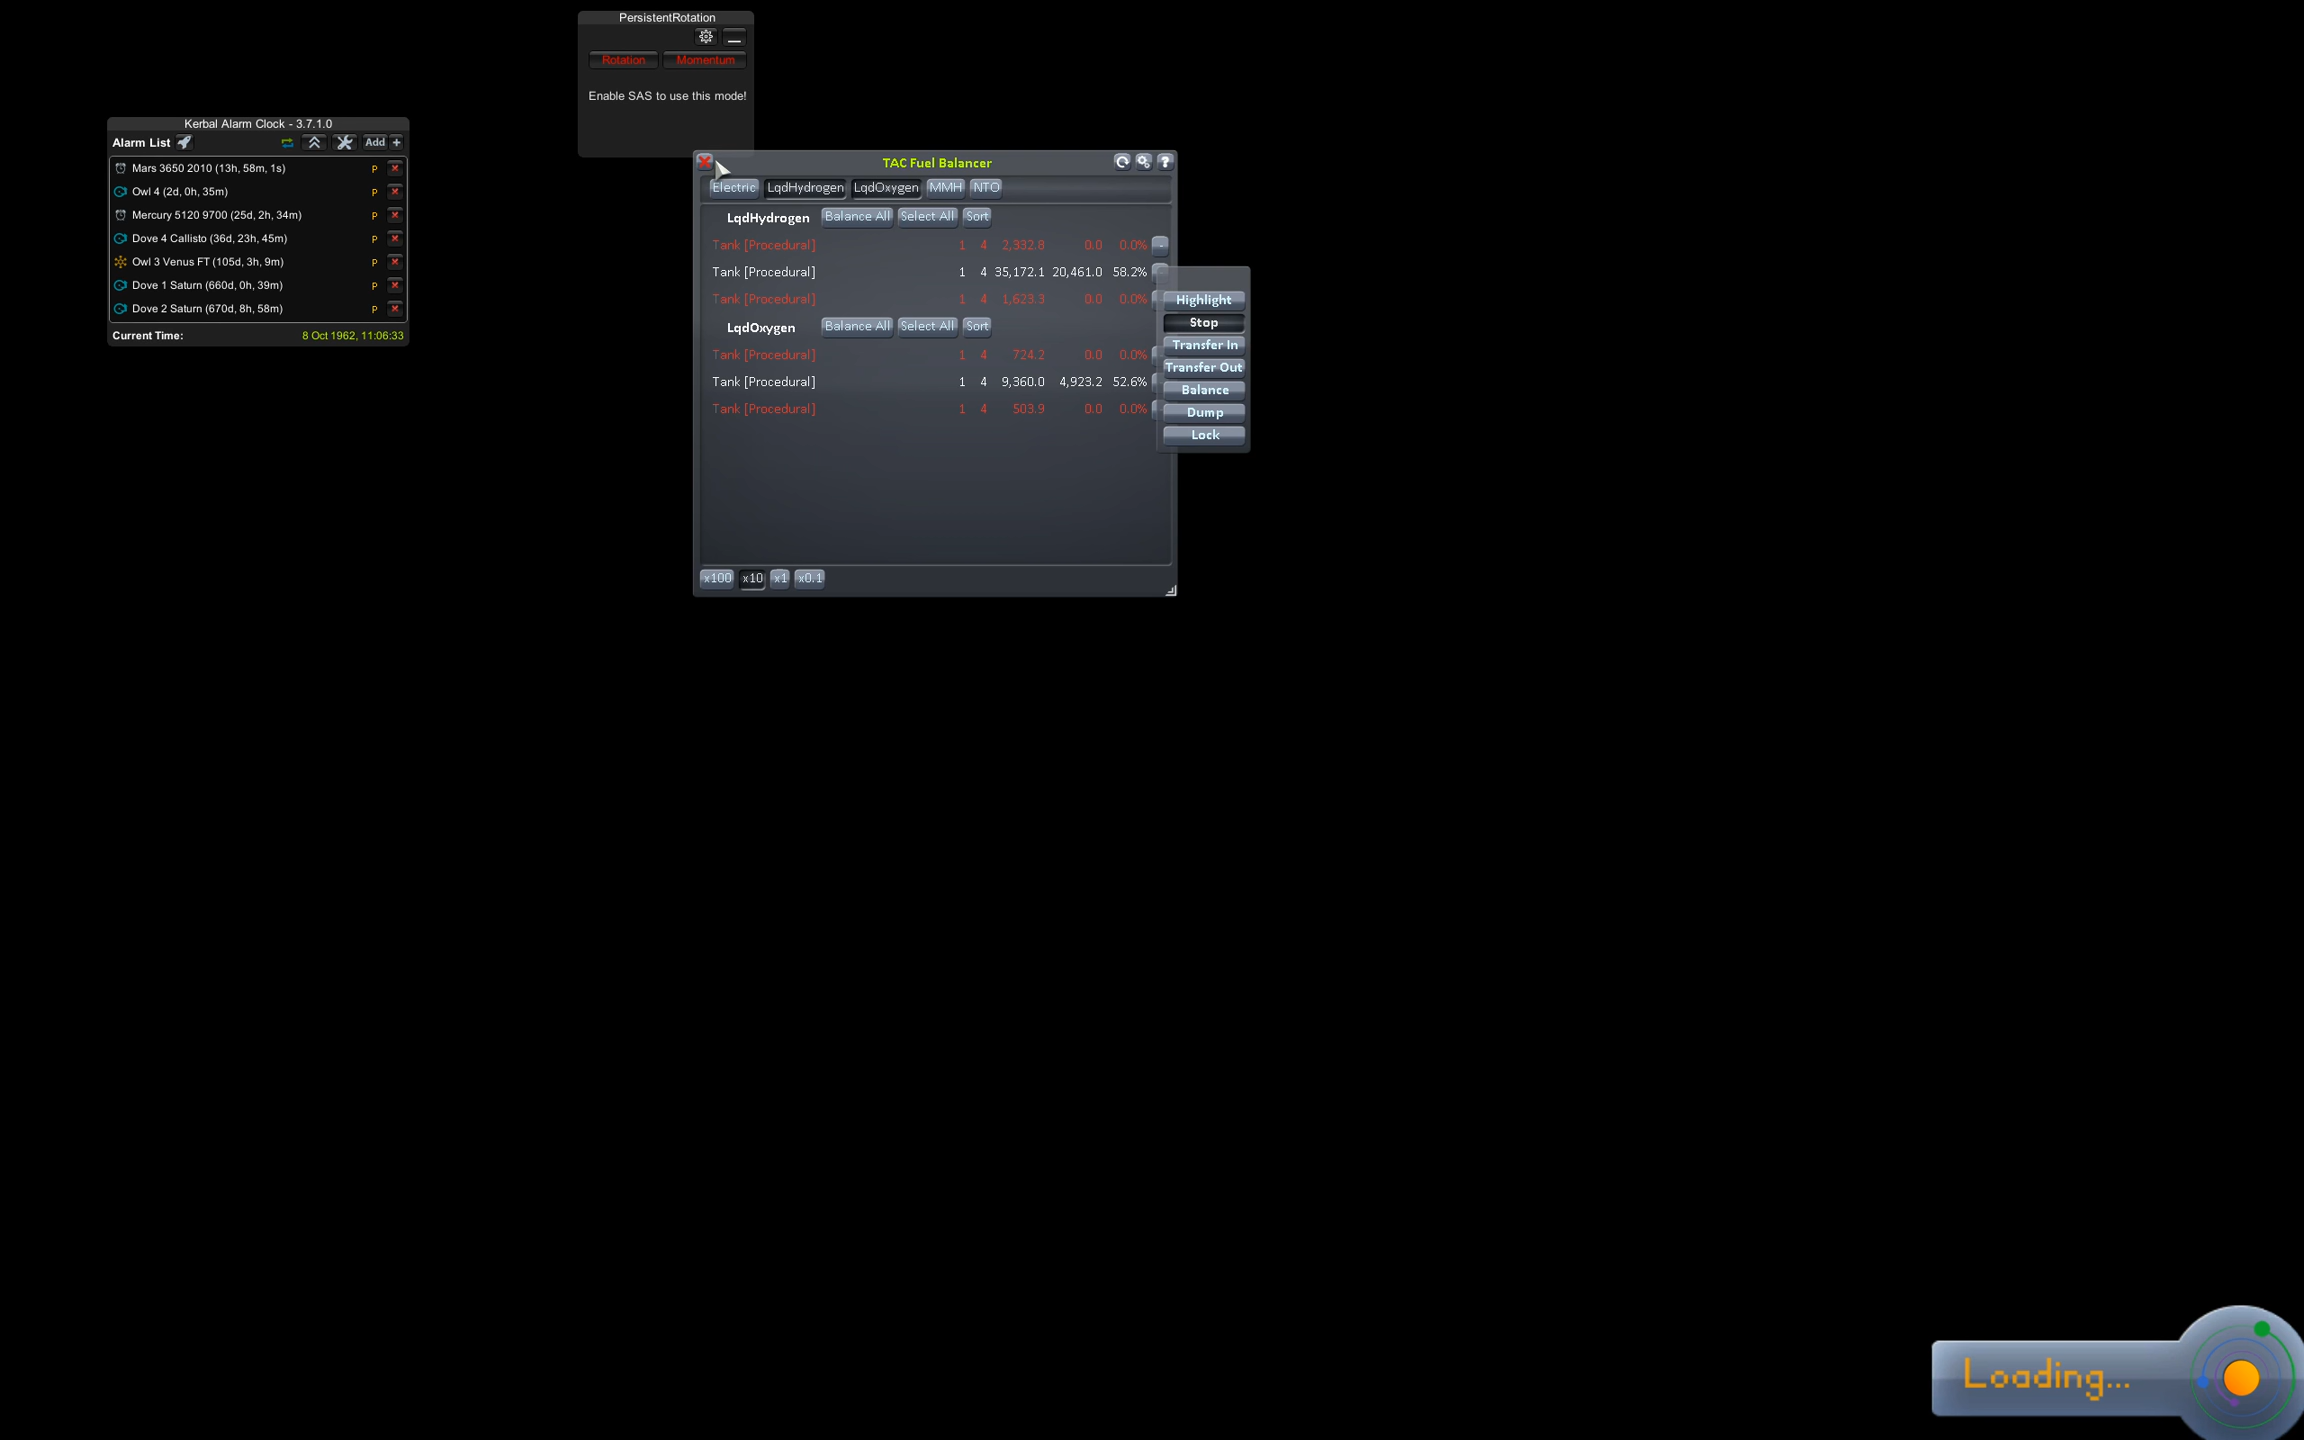 PersistentRotation
Rotation Momentum
Enable SAS to use this mode!
Kerbal Alarm Clock - 3.7.1.0
Alarm List Add +
Mars 3650 2010 (13h, 58m, 1s) P
Owl 4 (2d, 0h, 35m) P
Mercury 5120 9700 (25d, 2h, 34m) P
Dove 4 Callisto (36d, 23h, 45m) P
Owl 3 Venus FT (105d, 3h, 9m) P
Dove 1 Saturn (660d, 0h, 39m) P
Dove 2 Saturn (670d, 8h, 58m) P
Current Time: 8 Oct 1962, 11:06:33
TAC Fuel Balancer ?
Electric LqdHydrogen LqdOxygen MMH NTO
LqdHydrogen Balance All Select All Sort
Tank [Procedural] 1 4 2,932.8 0.0 0.0% -
Tank [Procedural] 1 4 35,172.1 20,461.0 58.2%
Tank [Procedural] 1 4 1,623.3 0.0 0.0%
LqdOxygen Balance All Select All Sort
Tank [Procedural] 1 4 724.2 0.0 0.0%
Tank [Procedural] 1 4 9,360.0 4,923.2 52.6%
Tank [Procedural] 1 4 503.9 0.0 0.0%
x100 x10 x1 x0.1
Highlight
Stop
Transfer In
Transfer Out
Balance
Dump
Lock
Loading...